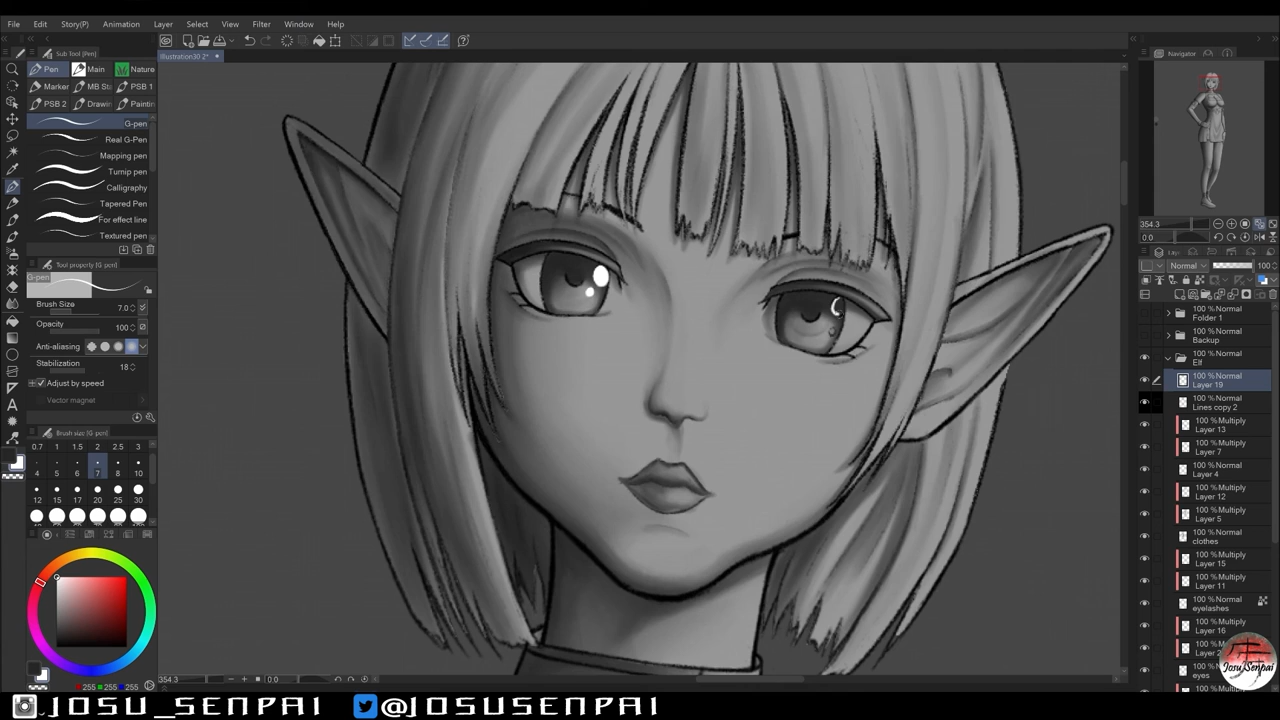 File Edit Story(P) Animation Layer Select View Filter Window Help
Sub Tool [Pen]
Illustration30 2*
Navigator
Pen Main Nature
Marker MB St PSB 1
PSB 2 Drawin Paintin
G-pen
Real G-Pen
Mapping pen
Turnip pen
Calligraphy
Tapered Pen
For effect line
Textured pen
Tool property [G-pen]
G-pen
Brush Size 7.0
Opacity 100
Anti-aliasing
Stabilization 18
Adjust by speed
Vector magnet
Brush size [G-pen]
0.7 1 1.5 2 2.5 3
4 5 6 7 8 10
12 15 17 20 25 30
255 255 255
354.3 0.0
354.3
0.0
Normal 100
100 % Normal
Folder 1
100 % Normal
Backup
100 % Normal
Elf
100 % Normal
Layer 19
100 % Normal
Lines copy 2
100 % Multiply
Layer 13
100 % Multiply
Layer 7
100 % Normal
Layer 4
100 % Multiply
Layer 12
100 % Multiply
Layer 5
100 % Normal
clothes
100 % Multiply
Layer 15
100 % Multiply
Layer 11
100 % Normal
eyelashes
100 % Multiply
Layer 16
100 % Multiply
Layer 2
100 % Normal
eyes
JosuSenpai
:JOSU_SENPAI @JOSUSENPAI